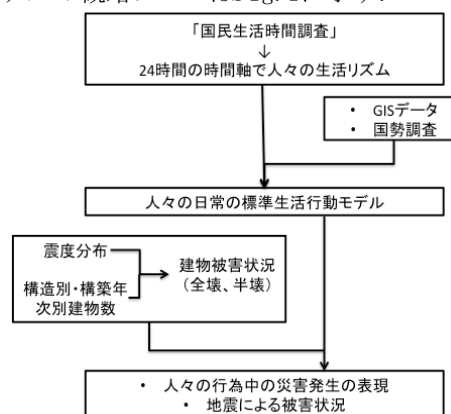 「国民生活時間調査」
↓
24時間の時間軸で人々の生活リズム
• GISデータ
• 国勢調査
人々の日常の標準生活行動モデル
震度分布
構造別・構築年
次別建物数
建物被害状況
（全壊、半壊）
• 人々の行為中の災害発生の表現
• 地震による被害状況